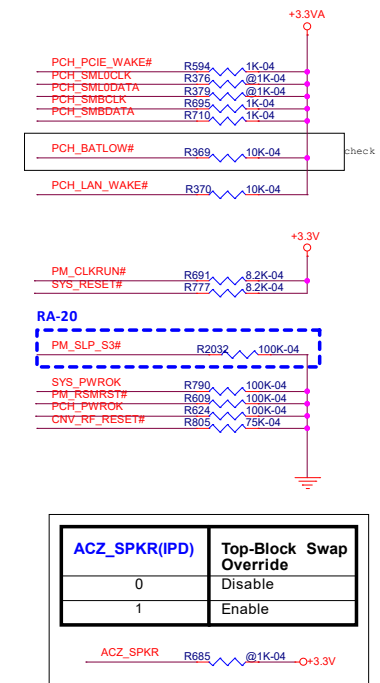 +3.3VA
PCH_PCIE_WAKE# R594 1K-04
PCH_SML0CLK R376 @1K-04
PCH_SML0DATA R379 @1K-04
PCH_SMBCLK R695 1K-04
PCH_SMBDATA R710 1K-04
PCH_BATLOW# R369 10K-04 check
PCH_LAN_WAKE# R370 10K-04
+3.3V
PM_CLKRUN# R691 8.2K-04
SYS_RESET# R777 8.2K-04
RA-20
PM_SLP_S3# R2032 100K-04
SYS_PWROK R790 100K-04
PM_RSMRST# R609 100K-04
PCH_PWROK R624 100K-04
CNV_RF_RESET# R805 75K-04
ACZ_SPKR(IPD) Top-Block Swap
Override
0 Disable
1 Enable
ACZ_SPKR R685 @1K-04 +3.3V